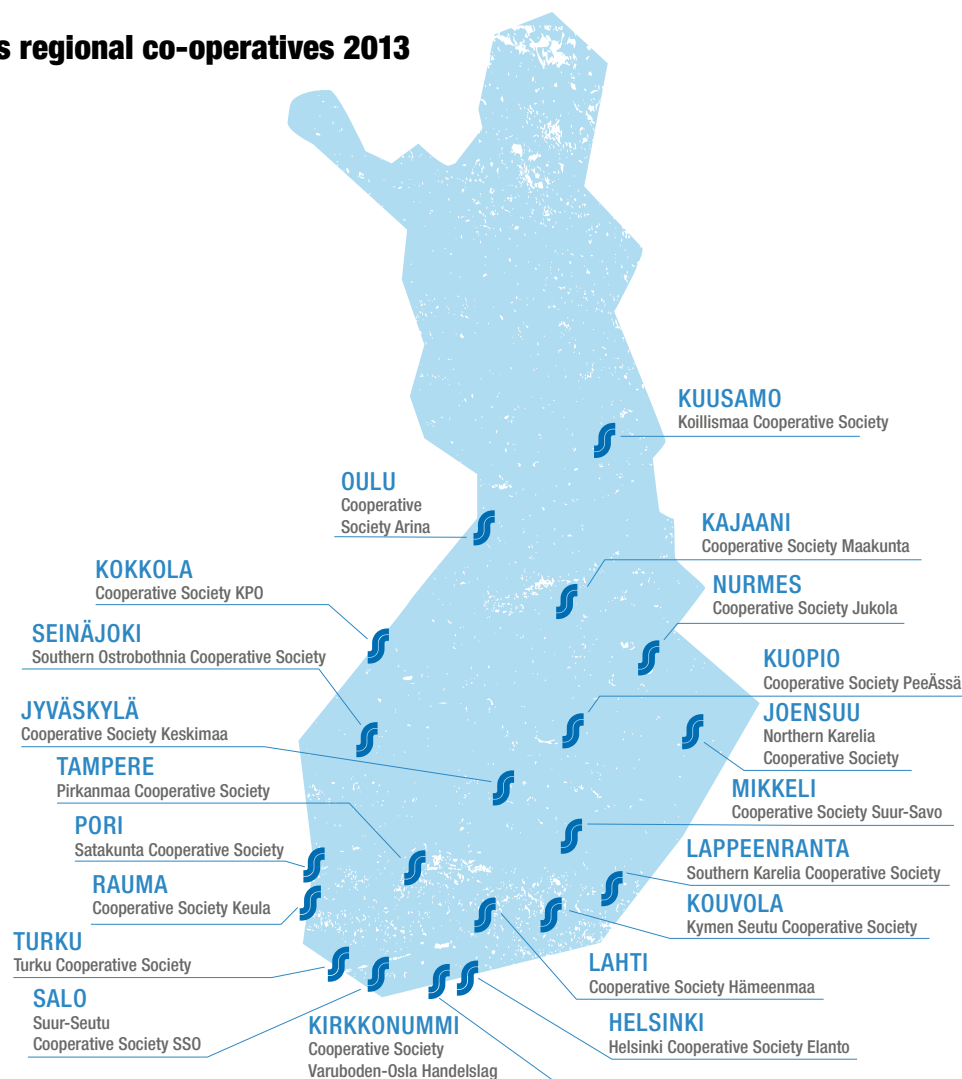 s regional co-operatives 2013
KUUSAMO
Koillismaa Cooperative Society
OULU
Cooperative
Society Arina
KAJAANI
Cooperative Society Maakunta
KOKKOLA
Cooperative Society KPO
NURMES
Cooperative Society Jukola
SEINÄJOKI
Southern Ostrobothnia Cooperative Society
KUOPIO
Cooperative Society PeeÄssä
JYVÄSKYLÄ
Cooperative Society Keskimaa
JOENSUU
Northern Karelia
Cooperative Society
TAMPERE
Pirkanmaa Cooperative Society
MIKKELI
Cooperative Society Suur-Savo
PORI
Satakunta Cooperative Society
LAPPEENRANTA
Southern Karelia Cooperative Society
RAUMA
Cooperative Society Keula
KOUVOLA
Kymen Seutu Cooperative Society
TURKU
Turku Cooperative Society
LAHTI
Cooperative Society Hämeenmaa
SALO
Suur-Seutu
Cooperative Society SSO
KIRKKONUMMI
Cooperative Society
Varuboden-Osla Handelslag
HELSINKI
Helsinki Cooperative Society Elanto